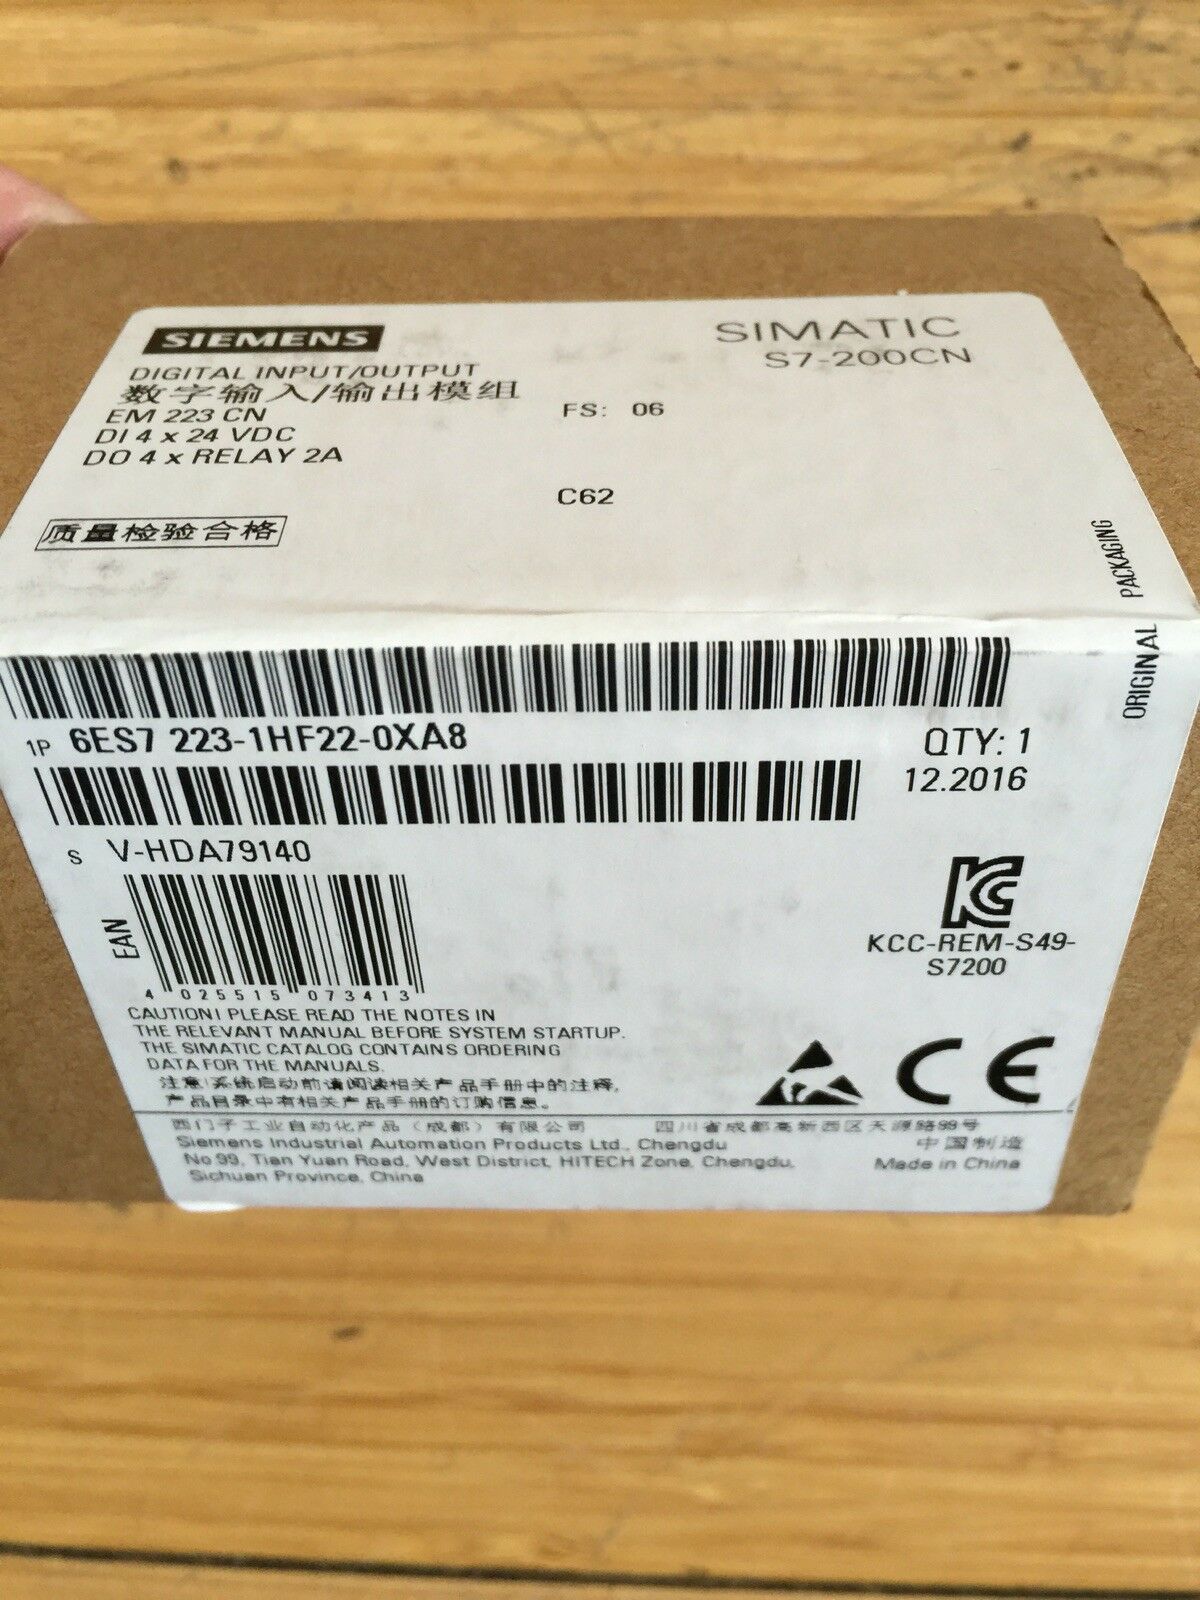 SIEMENS
SIMATIC
S7-200CN
DIGITAL INPUT/OUTPUT
数字输入/输出模组
EM 223 CN
FS: 06
DI 4 x 24 VDC
DO 4 x RELAY 2A
C62
质量检验合格
ORIGINAL PACKAGING
1P 6ES7 223-1HF22-0XA8
QTY: 1
12.2016
S V-HDA79140
EAN
4 025515 073413
KCC-REM-S49-
S7200
CAUTION! PLEASE READ THE NOTES IN
THE RELEVANT MANUAL BEFORE SYSTEM STARTUP.
THE SIMATIC CATALOG CONTAINS ORDERING
DATA FOR THE MANUALS.
注意!系统启动前请阅读相关产品手册中的注释,
产品目录中有相关产品手册的订购信息。
CE
西门子工业自动化产品（成都）有限公司 四川省成都高新西区天源路99号
Siemens Industrial Automation Products Ltd., Chengdu
中国制造
No 99, Tian Yuan Road, West District, HITECH Zone, Chengdu,
Made in China
Sichuan Province, China